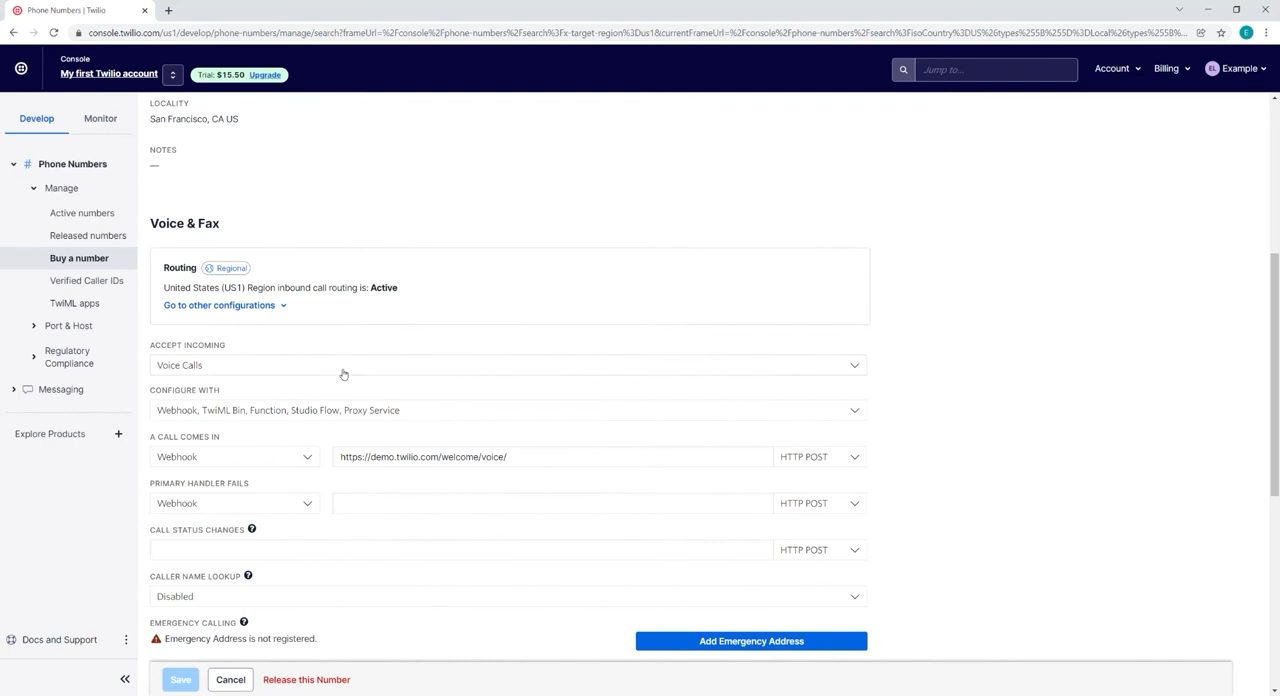 Phone Numbers | Twilio
console.twilio.com/us1/develop/phone-numbers/manage/search?frameUrl=%2Fconsole%2Fphone-numbers%2Fsearch%3Fx-target-region%3Dus1&currentFrameUrl=%2Fconsole%2Fphone-numbers%2Fsearch%3FisoCountry%3DUS%26types%255B%255D%3DLocal%26types%255B%...
E
Console
My first Twilio account
Trial: $15.50 Upgrade
Jump to...
Account
Billing
EL Example
Develop
Monitor
# Phone Numbers
Manage
Active numbers
Released numbers
Buy a number
Verified Caller IDs
TwiML apps
Port & Host
Regulatory
Compliance
Messaging
Explore Products +
Docs and Support
LOCALITY
San Francisco, CA US
NOTES
—
Voice & Fax
Routing Regional
United States (US1) Region inbound call routing is: Active
Go to other configurations
ACCEPT INCOMING
Voice Calls
CONFIGURE WITH
Webhook, TwiML Bin, Function, Studio Flow, Proxy Service
A CALL COMES IN
Webhook https://demo.twilio.com/welcome/voice/ HTTP POST
PRIMARY HANDLER FAILS
Webhook HTTP POST
CALL STATUS CHANGES ?
HTTP POST
CALLER NAME LOOKUP ?
Disabled
EMERGENCY CALLING ?
Emergency Address is not registered.
Add Emergency Address
Save Cancel Release this Number